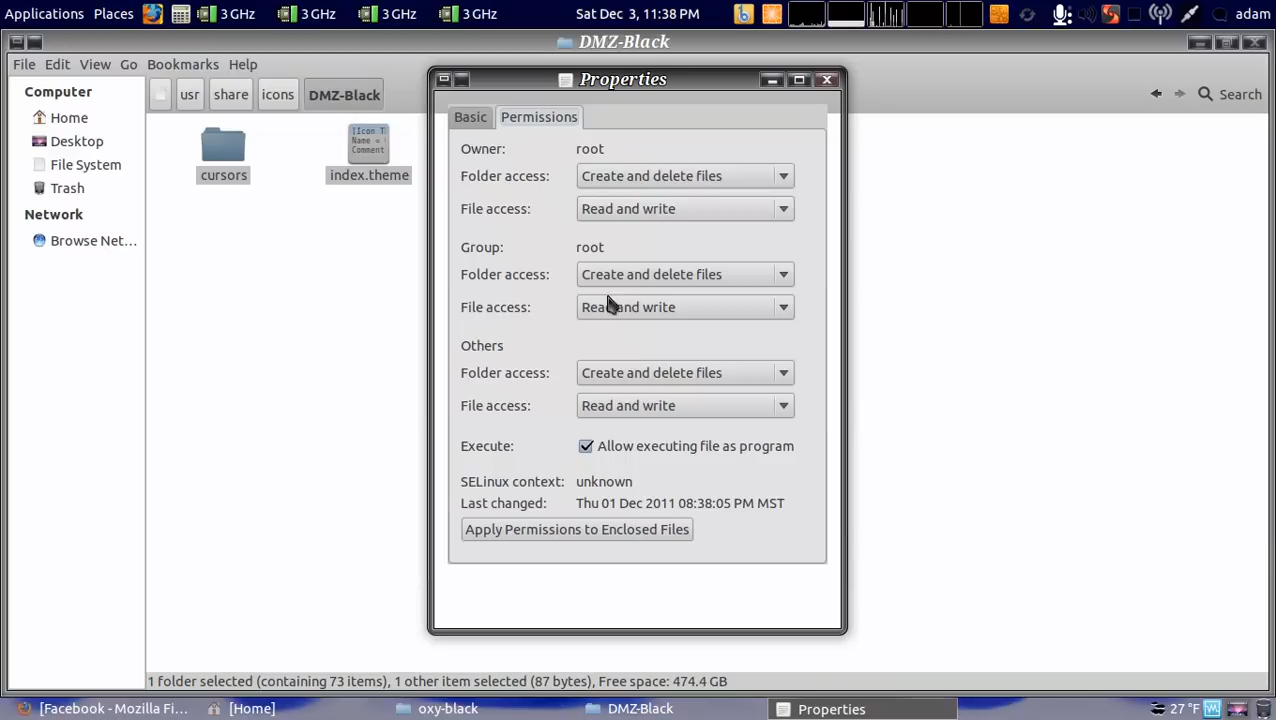 Applications Places 3 GHz 3 GHz 3 GHz 3 GHz Sat Dec 3, 11:38 PM adam
DMZ-Black
File Edit View Go Bookmarks Help
Properties
Computer
Home
Desktop
File System
Trash
Network
Browse Net...
usr share icons DMZ-Black
Search
cursors
[Icon T
Name =
Comment
index.theme
Basic Permissions
Owner: root
Folder access: Create and delete files
File access: Read and write
Group: root
Folder access: Create and delete files
File access: Read and write
Others
Folder access: Create and delete files
File access: Read and write
Execute: Allow executing file as program
SELinux context: unknown
Last changed: Thu 01 Dec 2011 08:38:05 PM MST
Apply Permissions to Enclosed Files
1 folder selected (containing 73 items), 1 other item selected (87 bytes), Free space: 474.4 GB
[Facebook - Mozilla Fi... [Home] oxy-black DMZ-Black Properties 27 °F